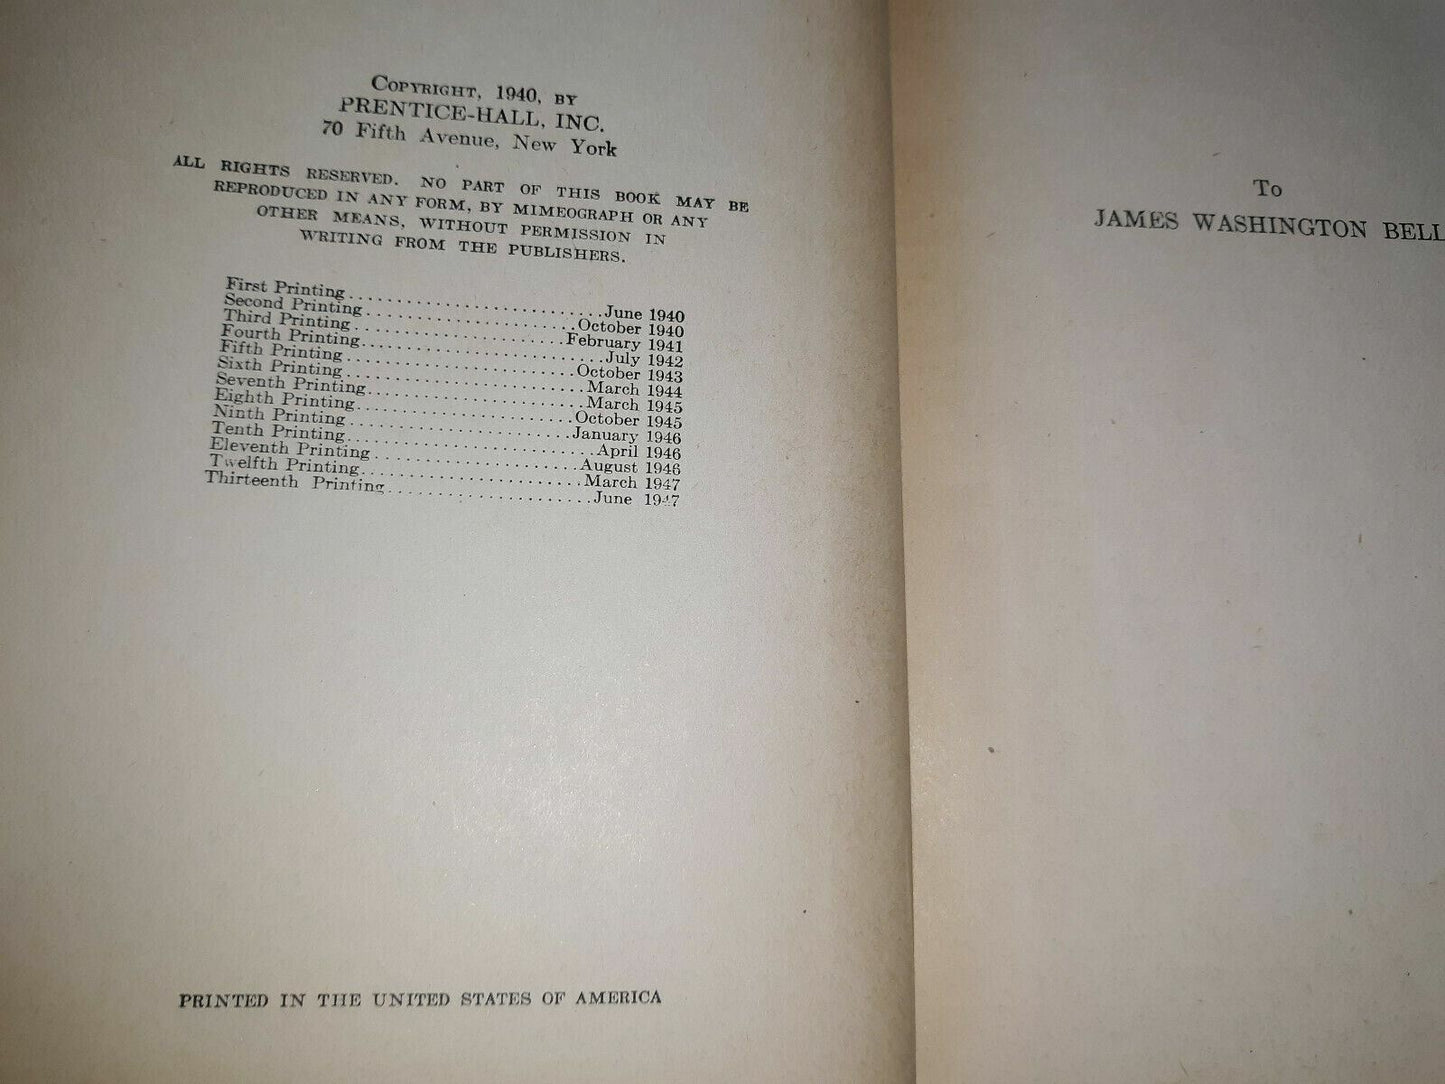 COPYRIGHT, 1940, BY
PRENTICE-HALL, INC.
70 Fifth Avenue, New York
ALL RIGHTS RESERVED. NO PART OF THIS BOOK MAY BE
REPRODUCED IN ANY FORM, BY MIMEOGRAPH OR ANY
OTHER MEANS, WITHOUT PERMISSION IN
WRITING FROM THE PUBLISHERS.
First Printing..........................June 1940
Second Printing......................October 1940
Third Printing......................February 1941
Fourth Printing.........................July 1942
Fifth Printing.......................October 1943
Sixth Printing.........................March 1944
Seventh Printing.......................March 1945
Eighth Printing......................October 1945
Ninth Printing.......................January 1946
Tenth Printing.........................April 1946
Eleventh Printing.....................August 1946
Twelfth Printing.......................March 1947
Thirteenth Printing.....................June 1947
PRINTED IN THE UNITED STATES OF AMERICA
To
JAMES WASHINGTON BELL